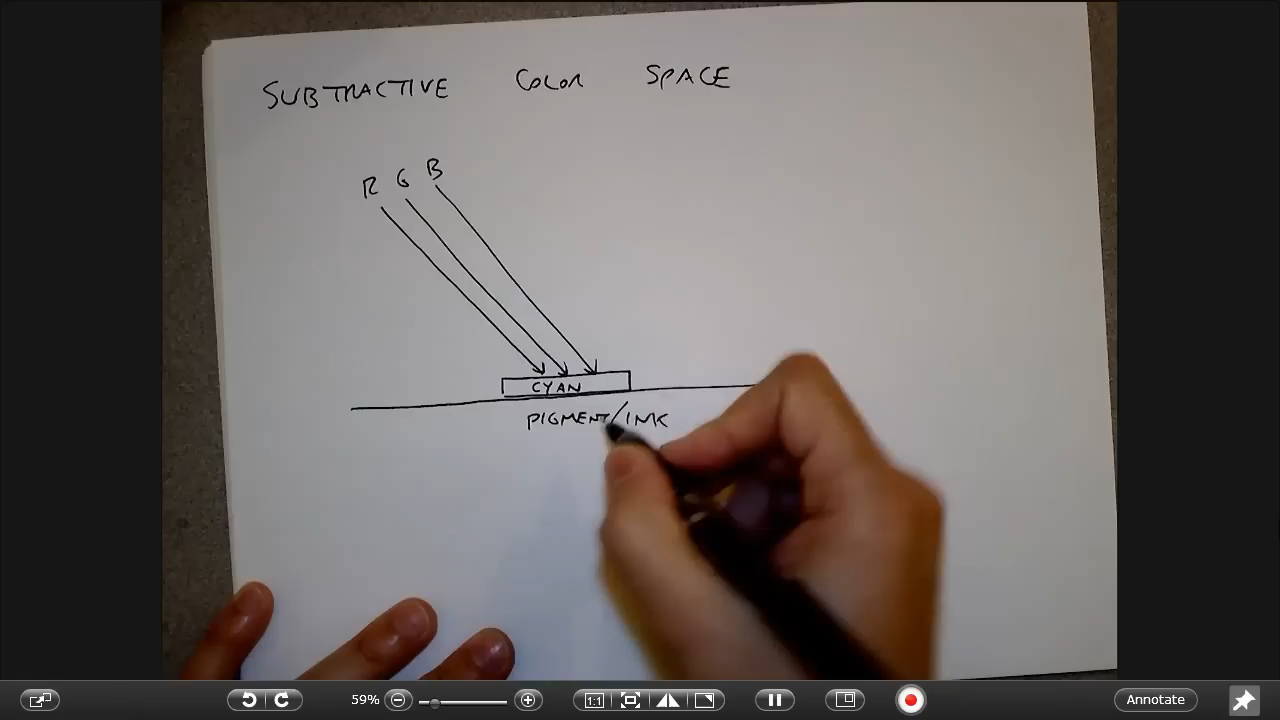 SUBTRACTIVE COLOR SPACE
R G B
CYAN
PIGMENT/INK
59%
1:1
Annotate